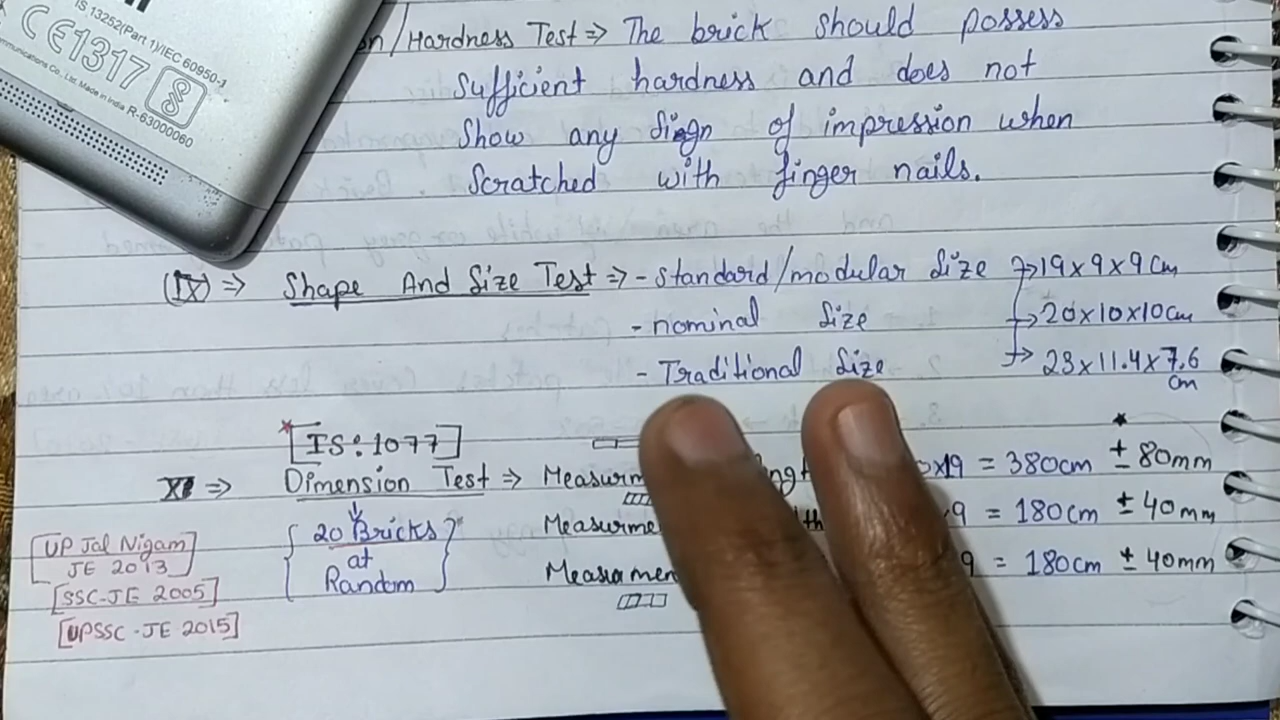 IS 13252(Part 1)/IEC 60950-1
CE1317
R-63000060
/Hardness Test ⇒ The brick should possess
Sufficient hardness and does not
Show any Singn of impression when
Scratched with finger nails.
(IX) ⇒ Shape And Size Test ⇒ - Standard/modular Size → 19 x 9 x 9 cm
- nominal Size → 20 x 10 x 10 cm
- Traditional Size → 23 x 11.4 x 7.6
cm
[IS: 1077]
XI ⇒ Dimension Test ⇒ Measurm = 380cm ± 80mm
{20 Bricks} Measurme = 180cm ± 40mm
at
Random Measurmen = 180cm ± 40mm
[UP Jal Nigam
JE 2013]
[SSC-JE 2005]
[UPSSC-JE 2015]